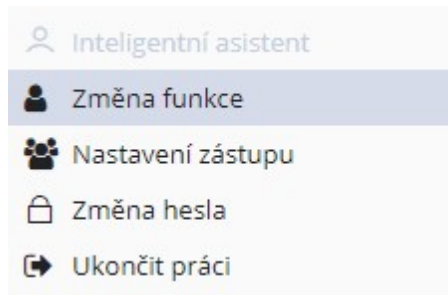 Inteligentní asistent
Změna funkce
Nastavení zástupu
Změna hesla
Ukončit práci